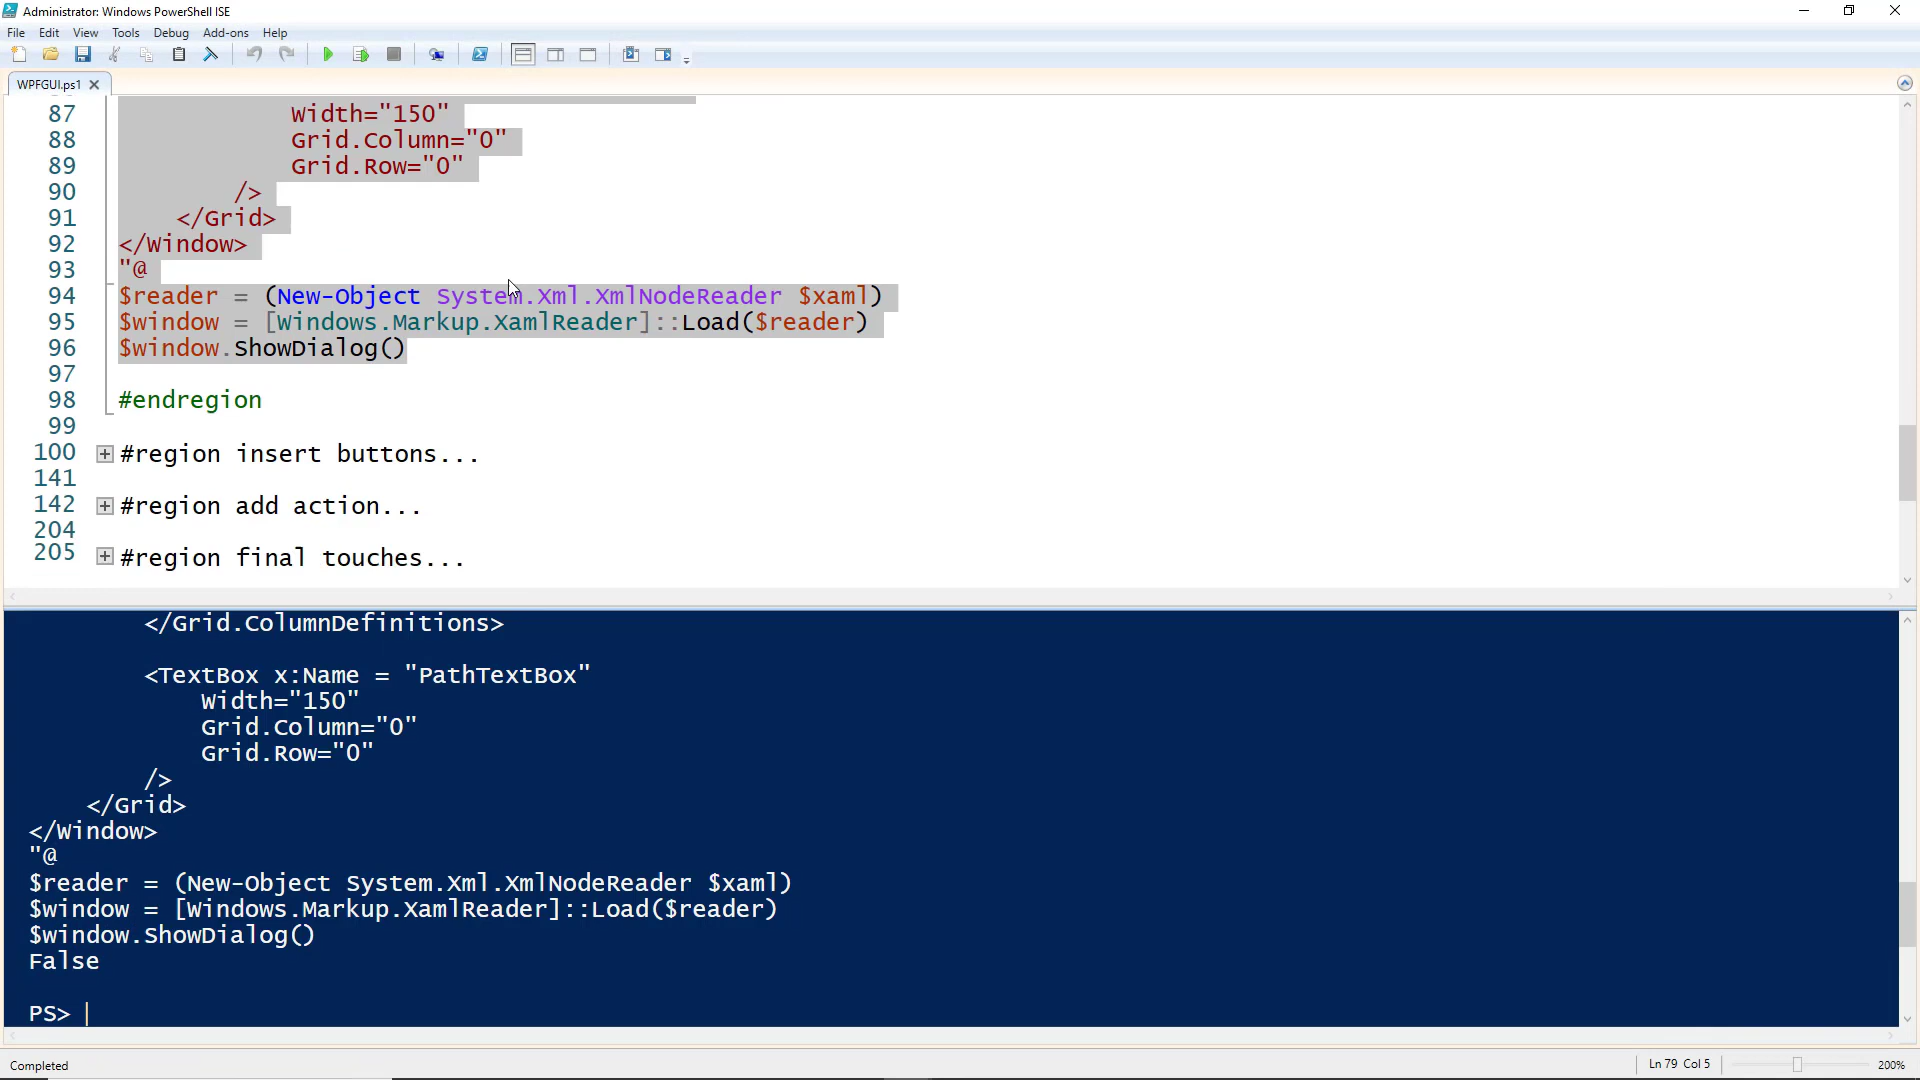 Administrator: Windows PowerShell ISE
File Edit View Tools Debug Add-ons Help
WPFGUI.ps1
87 Width="150"
88 Grid.Column="0"
89 Grid.Row="0"
90 />
91 </Grid>
92 </Window>
93 "@
94 $reader = (New-Object System.Xml.XmlNodeReader $xaml)
95 $window = [Windows.Markup.XamlReader]::Load($reader)
96 $window.ShowDialog()
97
98 #endregion
99
100 #region insert buttons...
141
142 #region add action...
204
205 #region final touches...
</Grid.ColumnDefinitions>
<TextBox x:Name = "PathTextBox"
Width="150"
Grid.Column="0"
Grid.Row="0"
/>
</Grid>
</Window>
"@
$reader = (New-Object System.Xml.XmlNodeReader $xaml)
$window = [Windows.Markup.XamlReader]::Load($reader)
$window.ShowDialog()
False
PS>
Completed Ln 79 Col 5 200%